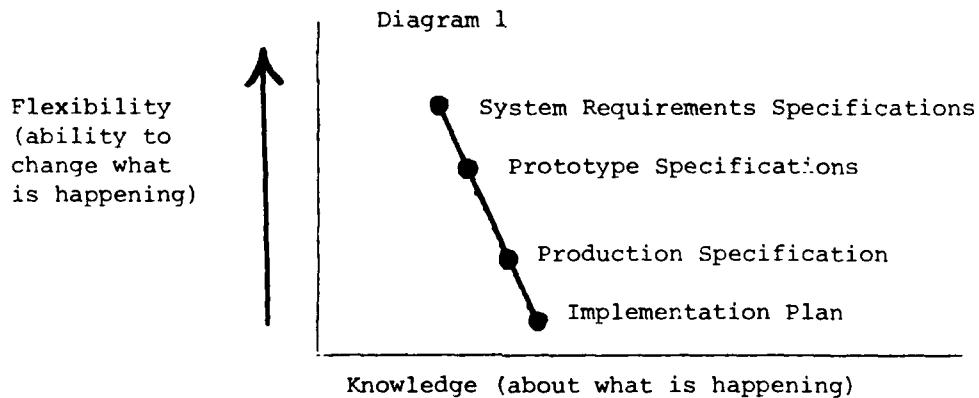 Diagram 1
Flexibility
(ability to
change what
is happening)
System Requirements Specifications
Prototype Specifications
Production Specification
Implementation Plan
Knowledge (about what is happening)